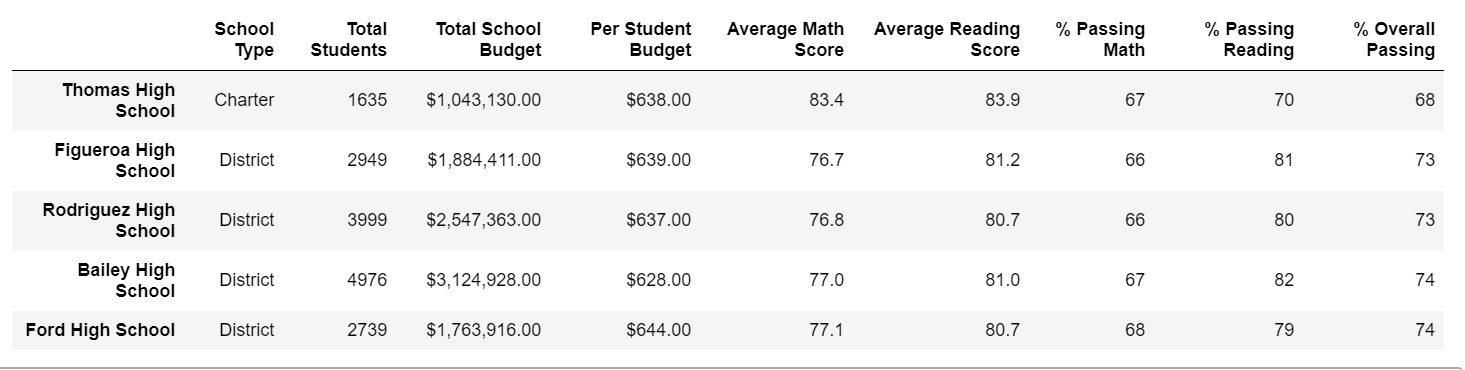 School Type Total Students Total School Budget Per Student Budget Average Math Score Average Reading Score % Passing Math % Passing Reading % Overall Passing
Thomas High School Charter 1635 $1,043,130.00 $638.00 83.4 83.9 67 70 68
Figueroa High School District 2949 $1,884,411.00 $639.00 76.7 81.2 66 81 73
Rodriguez High School District 3999 $2,547,363.00 $637.00 76.8 80.7 66 80 73
Bailey High School District 4976 $3,124,928.00 $628.00 77.0 81.0 67 82 74
Ford High School District 2739 $1,763,916.00 $644.00 77.1 80.7 68 79 74